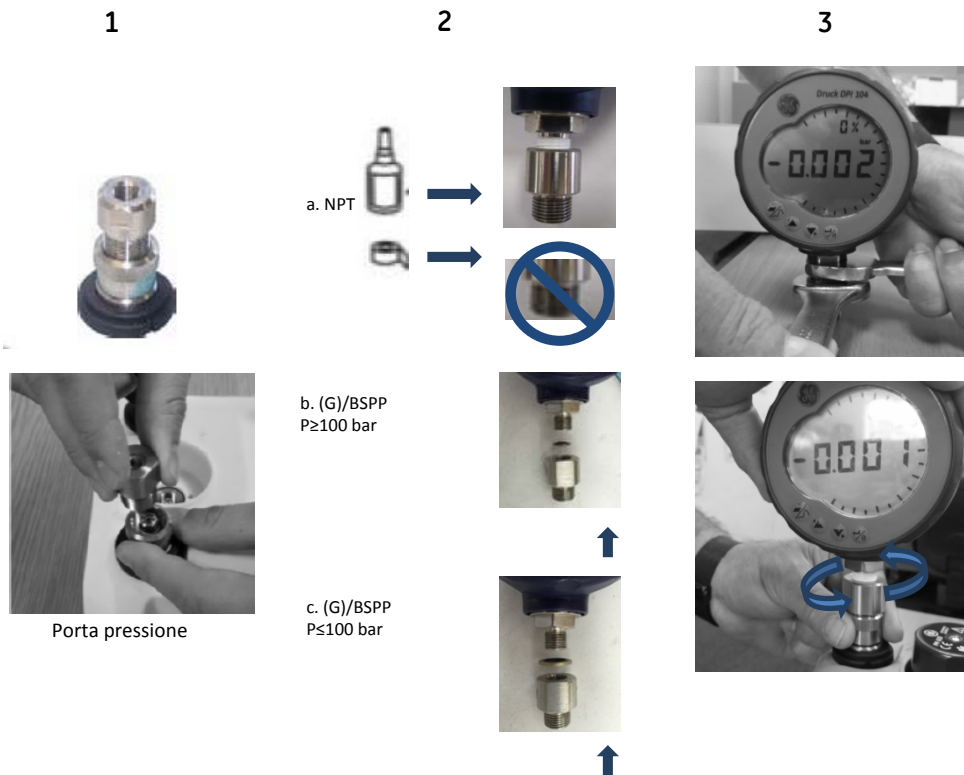 1
2
3
a. NPT
b. (G)/BSPP
P≥100 bar
c. (G)/BSPP
P≤100 bar
Porta pressione
Druck DPI 104
0%
bar
-0.002
-0.001